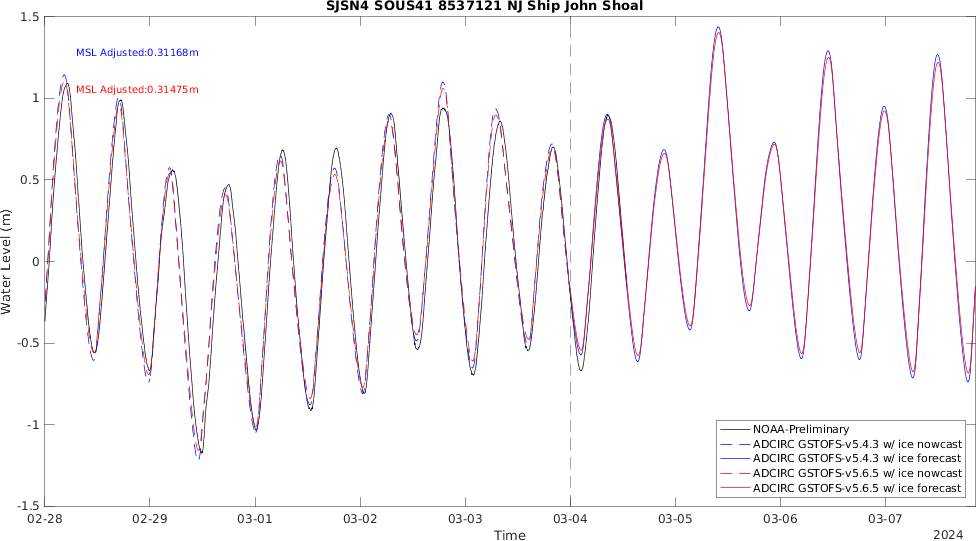 SJSN4 SOUS41 8537121 NJ Ship John Shoal
1.5
MSL Adjusted:0.31168m
1
MSL Adjusted:0.31475m
0.5
0
Water Level (m)
-0.5
-1
-1.5
NOAA-Preliminary
ADCIRC GSTOFS-v5.4.3 w/ ice nowcast
ADCIRC GSTOFS-v5.4.3 w/ ice forecast
ADCIRC GSTOFS-v5.6.5 w/ ice nowcast
ADCIRC GSTOFS-v5.6.5 w/ ice forecast
02-28 02-29 03-01 03-02 03-03 03-04 03-05 03-06 03-07
2024
Time